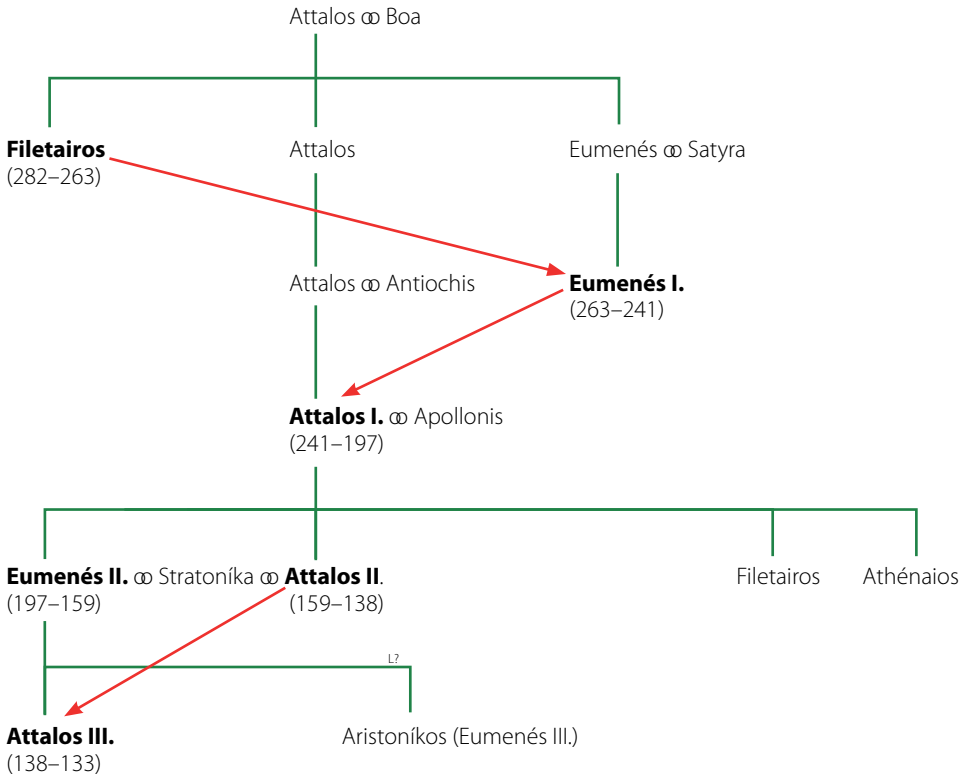 Attalos ꝏ Boa
Filetairos
(282–263)
Attalos
Eumenés ꝏ Satyra
Attalos ꝏ Antiochis
Eumenés I.
(263–241)
Attalos I. ꝏ Apollonis
(241–197)
Eumenés II. ꝏ Stratoníka ꝏ Attalos II.
(197–159)
(159–138)
Filetairos
Athénaios
L?
Attalos III.
(138–133)
Aristoníkos (Eumenés III.)